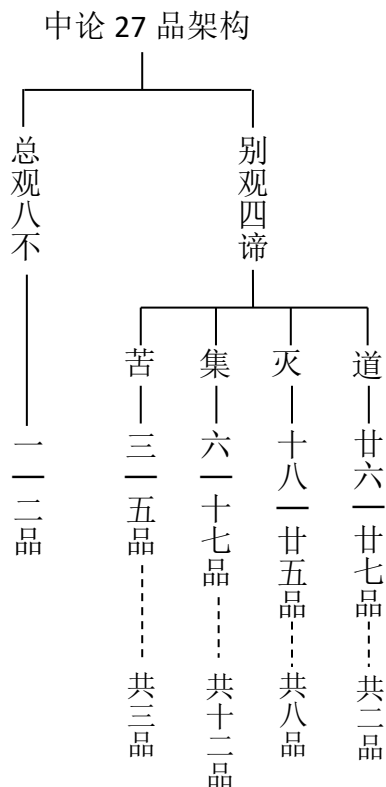 中论 27 品架构
总观八不
别观四谛
苦
集
灭
道
一—二品
三—五品
六—十七品
十八—廿五品
廿六—廿七品
共三品
共十二品
共八品
共二品